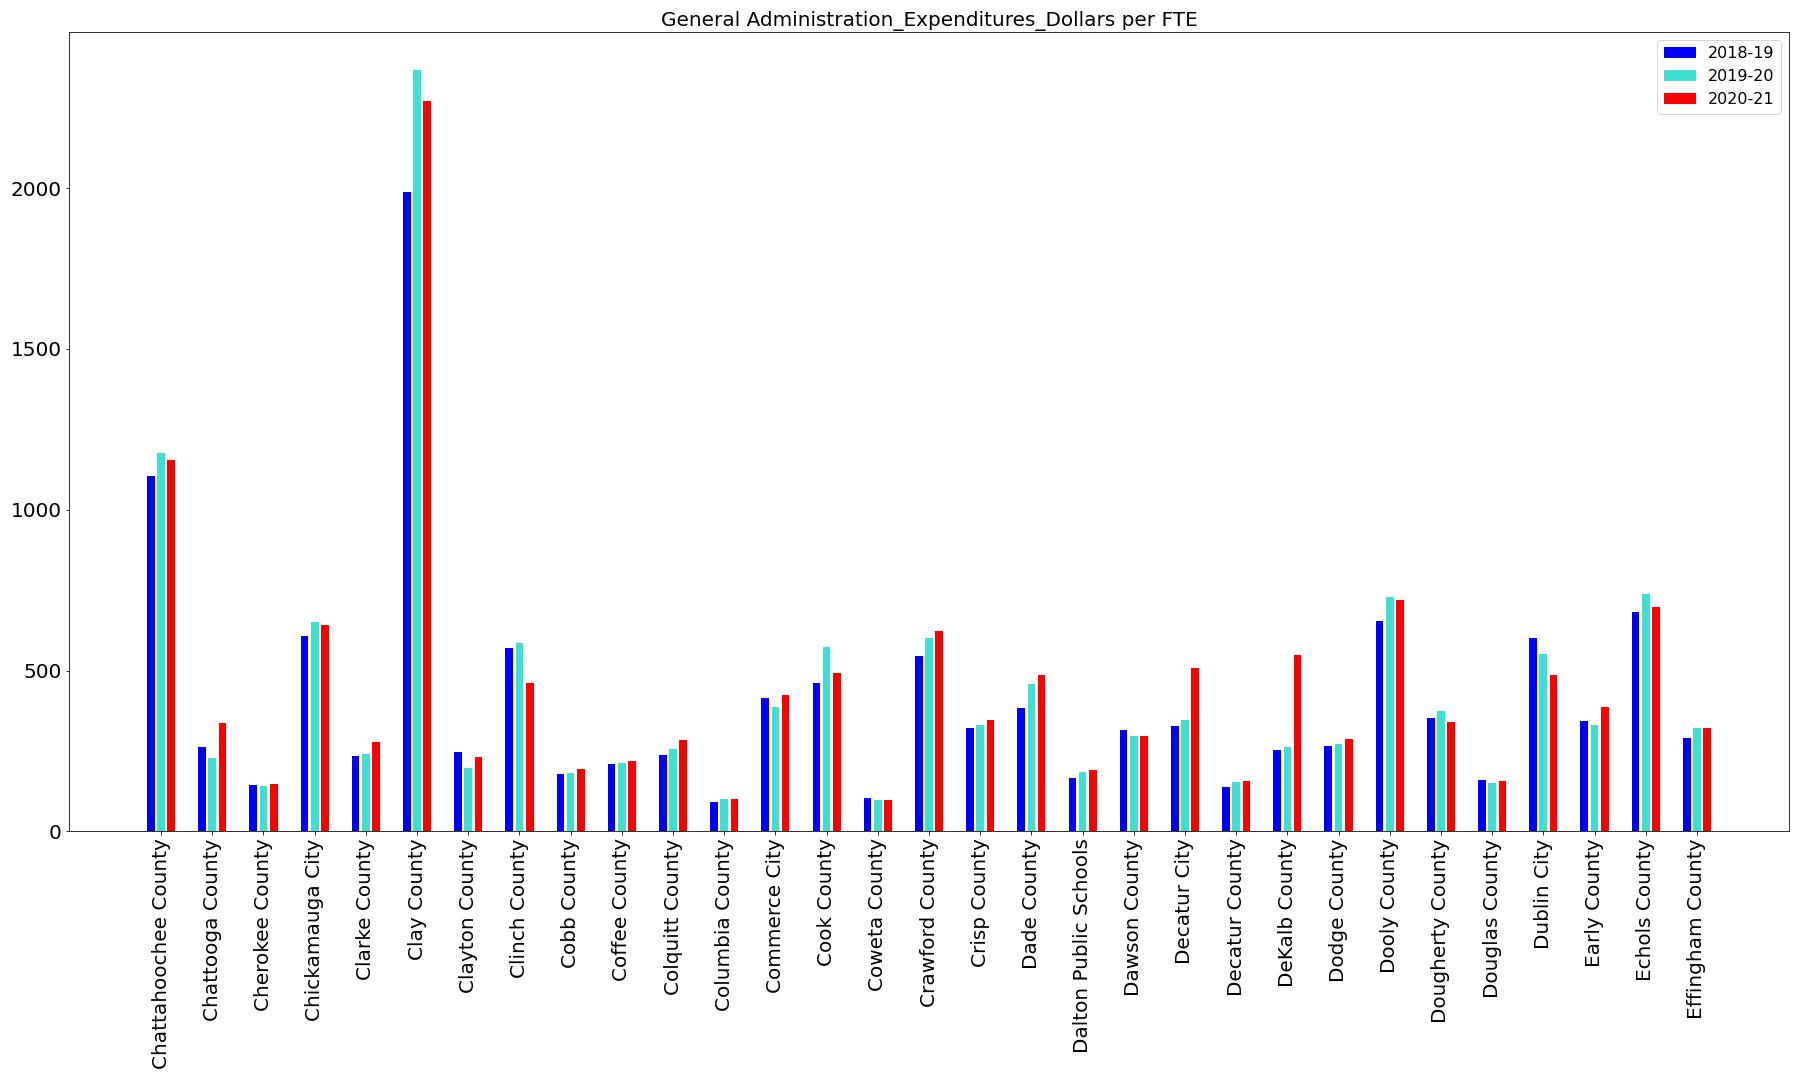 General Administration_Expenditures_Dollars per FTE
2018-19
2019-20
2020-21
2000
1500
1000
500
0
Chattahoochee County
Chattooga County
Cherokee County
Chickamauga City
Clarke County
Clay County
Clayton County
Clinch County
Cobb County
Coffee County
Colquitt County
Columbia County
Commerce City
Cook County
Coweta County
Crawford County
Crisp County
Dade County
Dalton Public Schools
Dawson County
Decatur City
Decatur County
DeKalb County
Dodge County
Dooly County
Dougherty County
Douglas County
Dublin City
Early County
Echols County
Effingham County